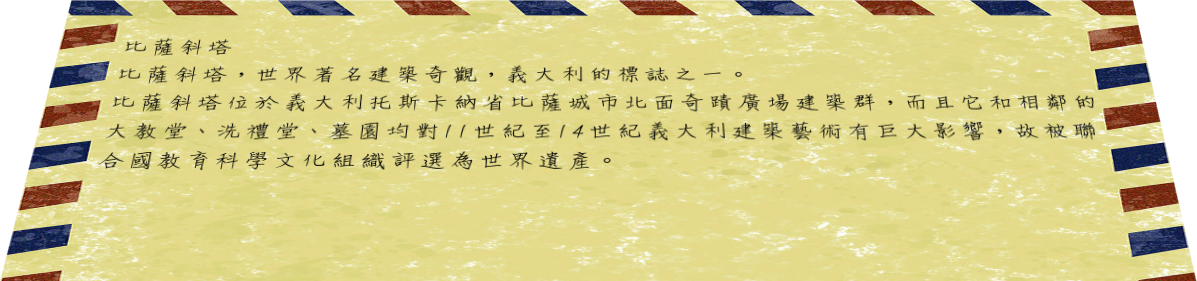 比薩斜塔
比薩斜塔，世界著名建築奇觀，義大利的標誌之一。
比薩斜塔位於義大利托斯卡納省比薩城市北面奇蹟廣場建築群，而且它和相鄰的
大教堂、洗禮堂、墓園均對11世紀至14世紀義大利建築藝術有巨大影響，故被聯
合國教育科學文化組織評選為世界遺產。